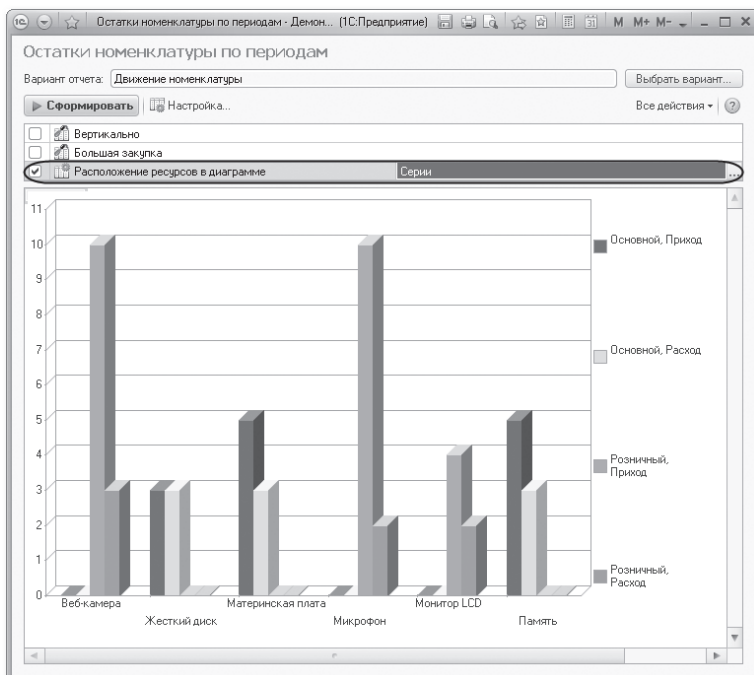 Остатки номенклатуры по периодам - Демон... (1С:Предприятие) M M+ M-
Остатки номенклатуры по периодам
Вариант отчета: Движение номенклатуры Выбрать вариант...
Сформировать Настройка... Все действия
Вертикально
Большая закупка
Расположение ресурсов в диаграмме Серии ...
11
10
9
8
7
6
5
4
3
2
1
0
Основной, Приход
Основной, Расход
Розничный,
Приход
Розничный,
Расход
Веб-камера Материнская плата Монитор LCD
Жесткий диск Микрофон Память